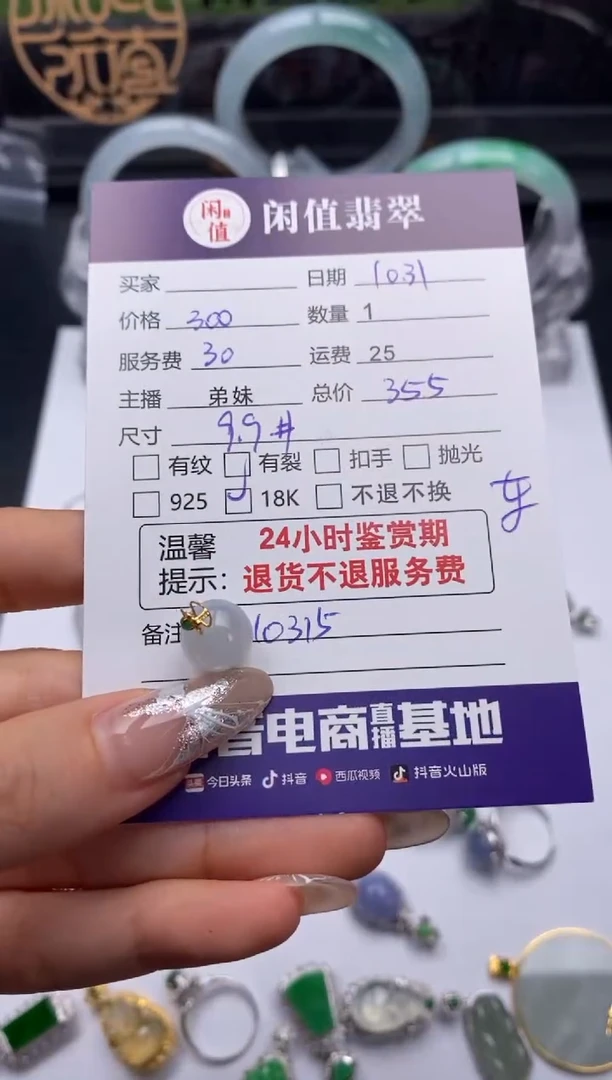 闲值
闲值翡翠
买家 日期 1031
价格 300 数量 1
服务费 30 运费 25
主播 弟妹 总价 355
尺寸 9.9#
有纹 有裂 扣手 抛光
925 18K 不退不换
温馨提示: 24小时鉴赏期
退货不退服务费
备注 10315
音电商直播基地
今日头条 抖音 西瓜视频 抖音火山版